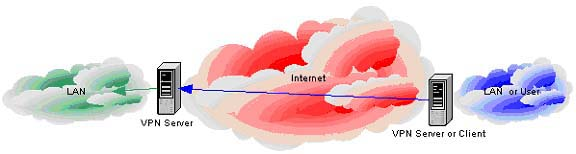 Internet
LAN
LAN or User
VPN Server
VPN Server or Client